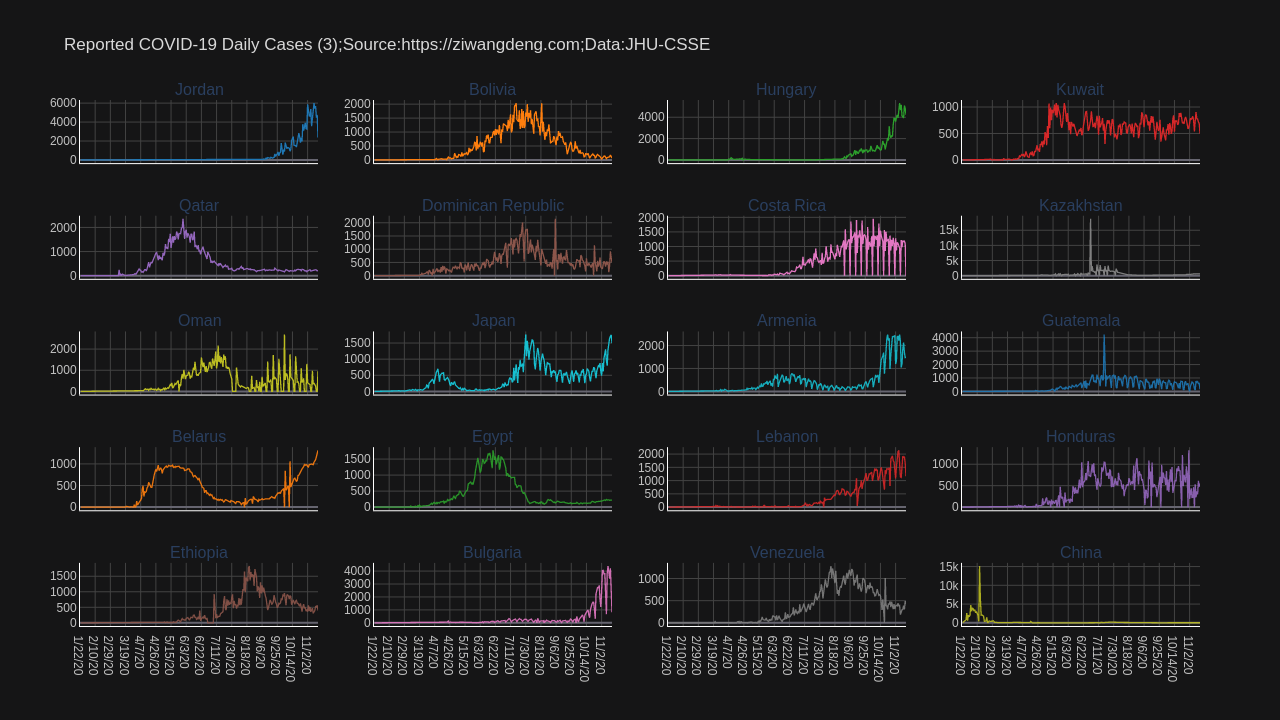 Reported COVID-19 Daily Cases (3);Source:https://ziwangdeng.com;Data:JHU-CSSE
Jordan
6000
4000
2000
0
Bolivia
2000
1500
1000
500
0
Hungary
4000
2000
0
Kuwait
1000
500
0
Qatar
2000
1000
0
Dominican Republic
2000
1500
1000
500
0
Costa Rica
2000
1500
1000
500
0
Kazakhstan
15k
10k
5k
0
Oman
2000
1000
0
Japan
1500
1000
500
0
Armenia
2000
1000
0
Guatemala
4000
3000
2000
1000
0
Belarus
1000
500
0
Egypt
1500
1000
500
0
Lebanon
2000
1500
1000
500
0
Honduras
1000
500
0
Ethiopia
1500
1000
500
0
Bulgaria
4000
3000
2000
1000
0
Venezuela
1000
500
0
China
15k
10k
5k
0
1/22/20 2/10/20 2/29/20 3/19/20 4/7/20 4/26/20 5/15/20 6/3/20 6/22/20 7/11/20 7/30/20 8/18/20 9/6/20 9/25/20 10/14/20 11/2/20
1/22/20 2/10/20 2/29/20 3/19/20 4/7/20 4/26/20 5/15/20 6/3/20 6/22/20 7/11/20 7/30/20 8/18/20 9/6/20 9/25/20 10/14/20 11/2/20
1/22/20 2/10/20 2/29/20 3/19/20 4/7/20 4/26/20 5/15/20 6/3/20 6/22/20 7/11/20 7/30/20 8/18/20 9/6/20 9/25/20 10/14/20 11/2/20
1/22/20 2/10/20 2/29/20 3/19/20 4/7/20 4/26/20 5/15/20 6/3/20 6/22/20 7/11/20 7/30/20 8/18/20 9/6/20 9/25/20 10/14/20 11/2/20